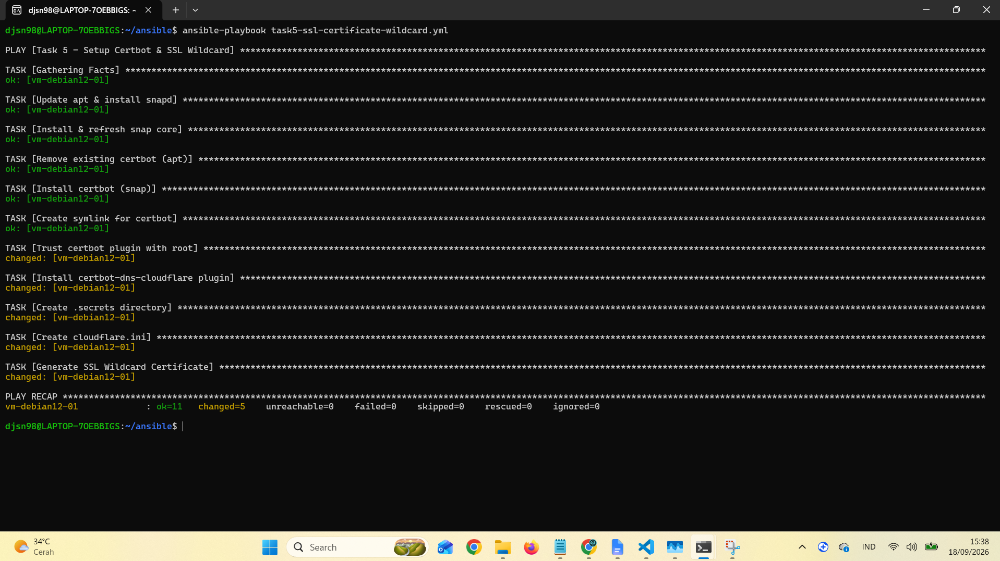 djsn98@LAPTOP-7OEBBIGS: ~
djsn98@LAPTOP-7OEBBIGS:~/ansible$ ansible-playbook task5-ssl-certificate-wildcard.yml
PLAY [Task 5 - Setup Certbot & SSL Wildcard] ***********************************************************************************************************************************************
TASK [Gathering Facts] *********************************************************************************************************************************************************************
ok: [vm-debian12-01]
TASK [Update apt & install snapd] **********************************************************************************************************************************************************
ok: [vm-debian12-01]
TASK [Install & refresh snap core] *********************************************************************************************************************************************************
ok: [vm-debian12-01]
TASK [Remove existing certbot (apt)] *******************************************************************************************************************************************************
ok: [vm-debian12-01]
TASK [Install certbot (snap)] **************************************************************************************************************************************************************
ok: [vm-debian12-01]
TASK [Create symlink for certbot] **********************************************************************************************************************************************************
ok: [vm-debian12-01]
TASK [Trust certbot plugin with root] ******************************************************************************************************************************************************
changed: [vm-debian12-01]
TASK [Install certbot-dns-cloudflare plugin] ***********************************************************************************************************************************************
changed: [vm-debian12-01]
TASK [Create .secrets directory] ***********************************************************************************************************************************************************
changed: [vm-debian12-01]
TASK [Create cloudflare.ini] ***************************************************************************************************************************************************************
changed: [vm-debian12-01]
TASK [Generate SSL Wildcard Certificate] ***************************************************************************************************************************************************
changed: [vm-debian12-01]
PLAY RECAP *********************************************************************************************************************************************************************************
vm-debian12-01             : ok=11   changed=5    unreachable=0    failed=0    skipped=0    rescued=0    ignored=0
djsn98@LAPTOP-7OEBBIGS:~/ansible$
34°C
Cerah
Search
IND
15:38
18/09/2026